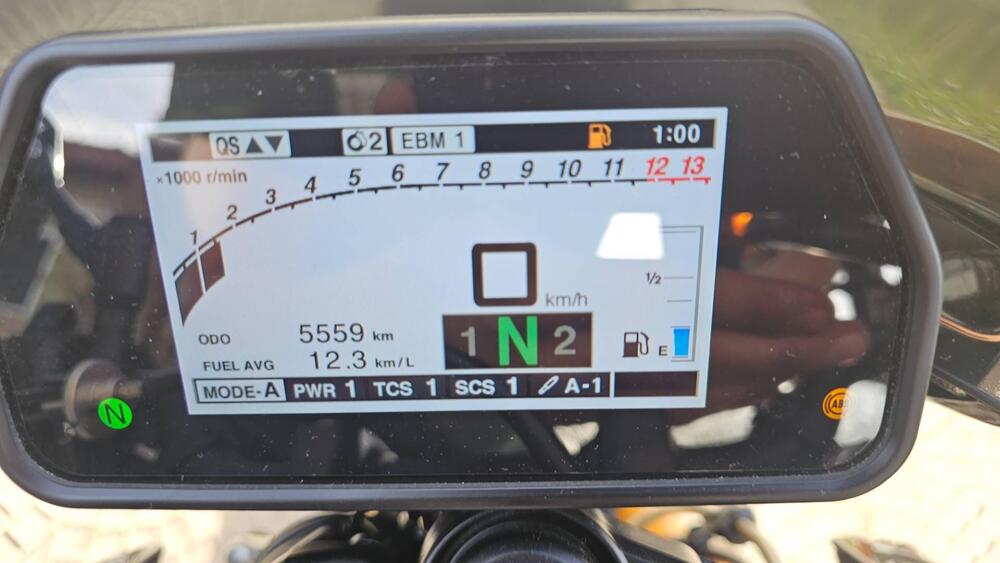 QS ▲▼ 2 EBM 1 1:00
×1000 r/min
1 2 3 4 5 6 7 8 9 10 11 12 13
1/2
0 km/h
ODO 5559 km
1 N 2
E
FUEL AVG 12.3 km/L
MODE-A PWR 1 TCS 1 SCS 1 A-1
N
ABS